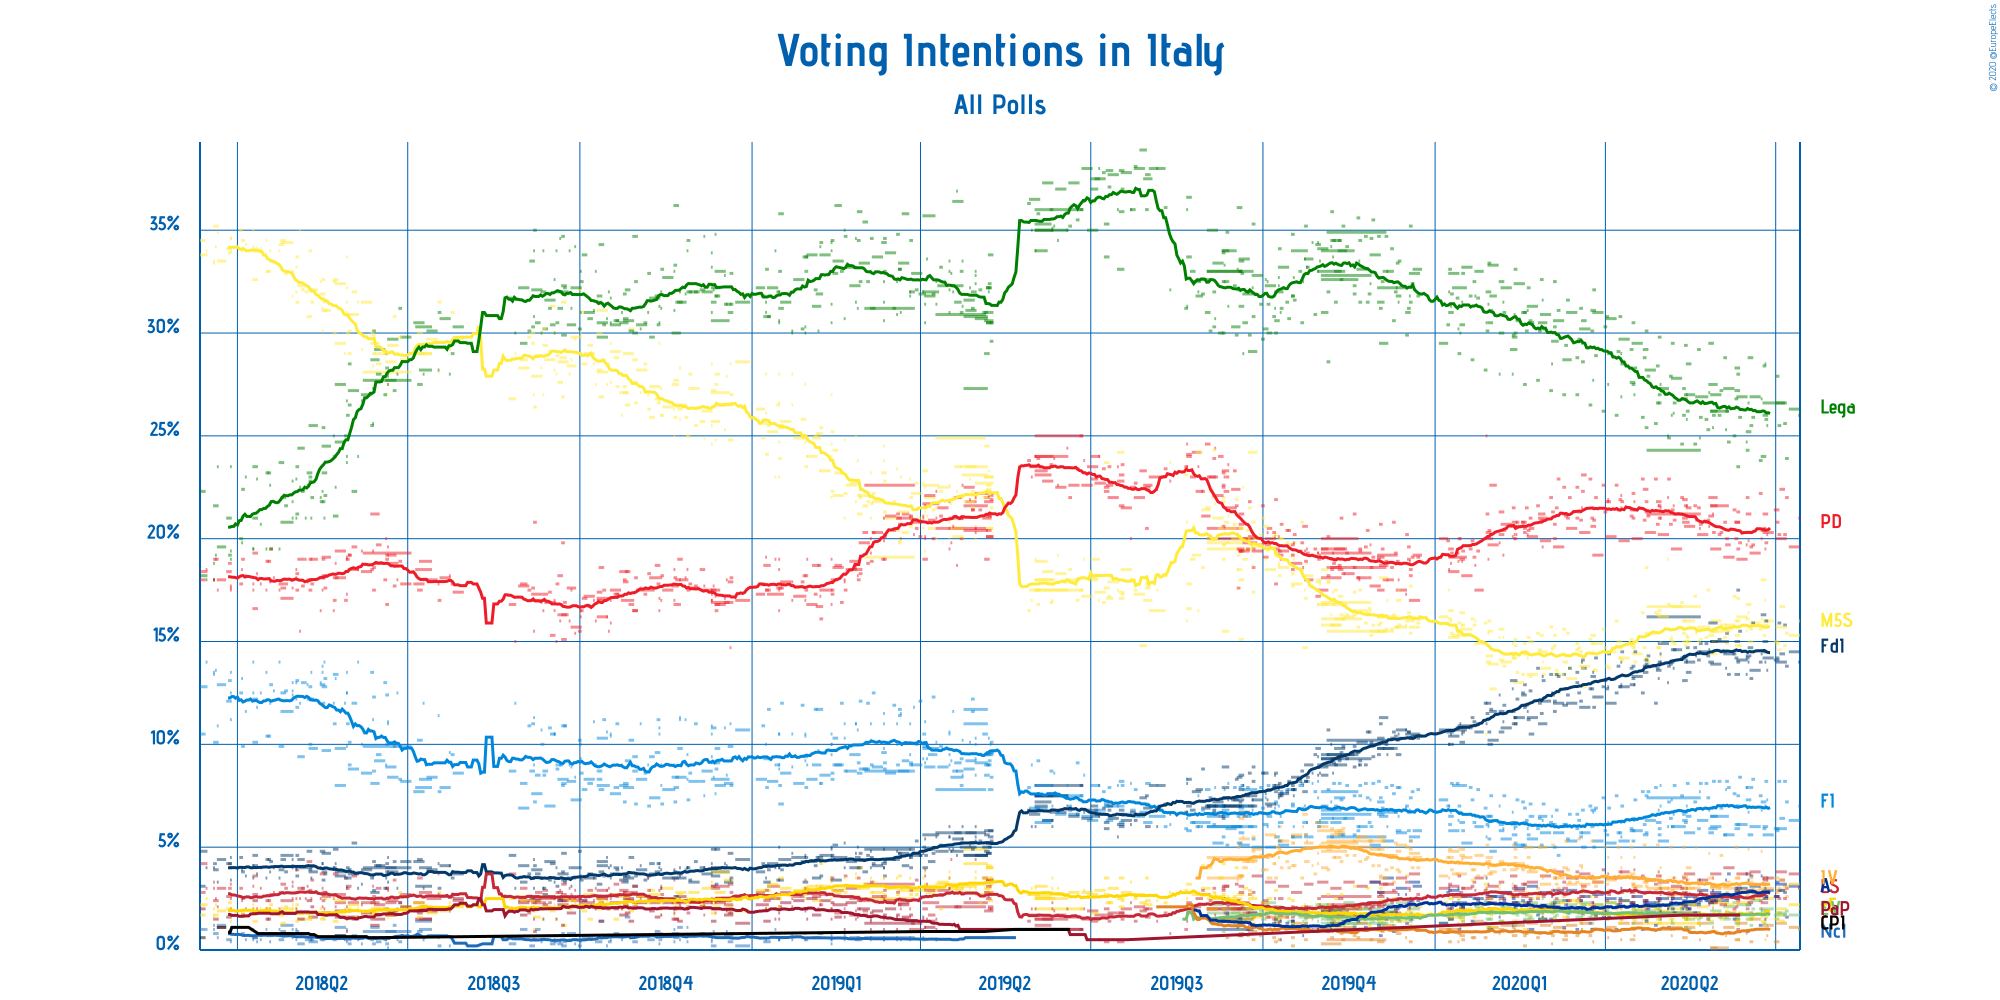 Voting Intentions in Italy
All Polls
© 2020 @EuropeElects
35%
30%
25%
20%
15%
10%
5%
0%
Lega
PD
M5S
FdI
FI
IV
AS
PaP
CPI
NcI
2018Q2 2018Q3 2018Q4 2019Q1 2019Q2 2019Q3 2019Q4 2020Q1 2020Q2